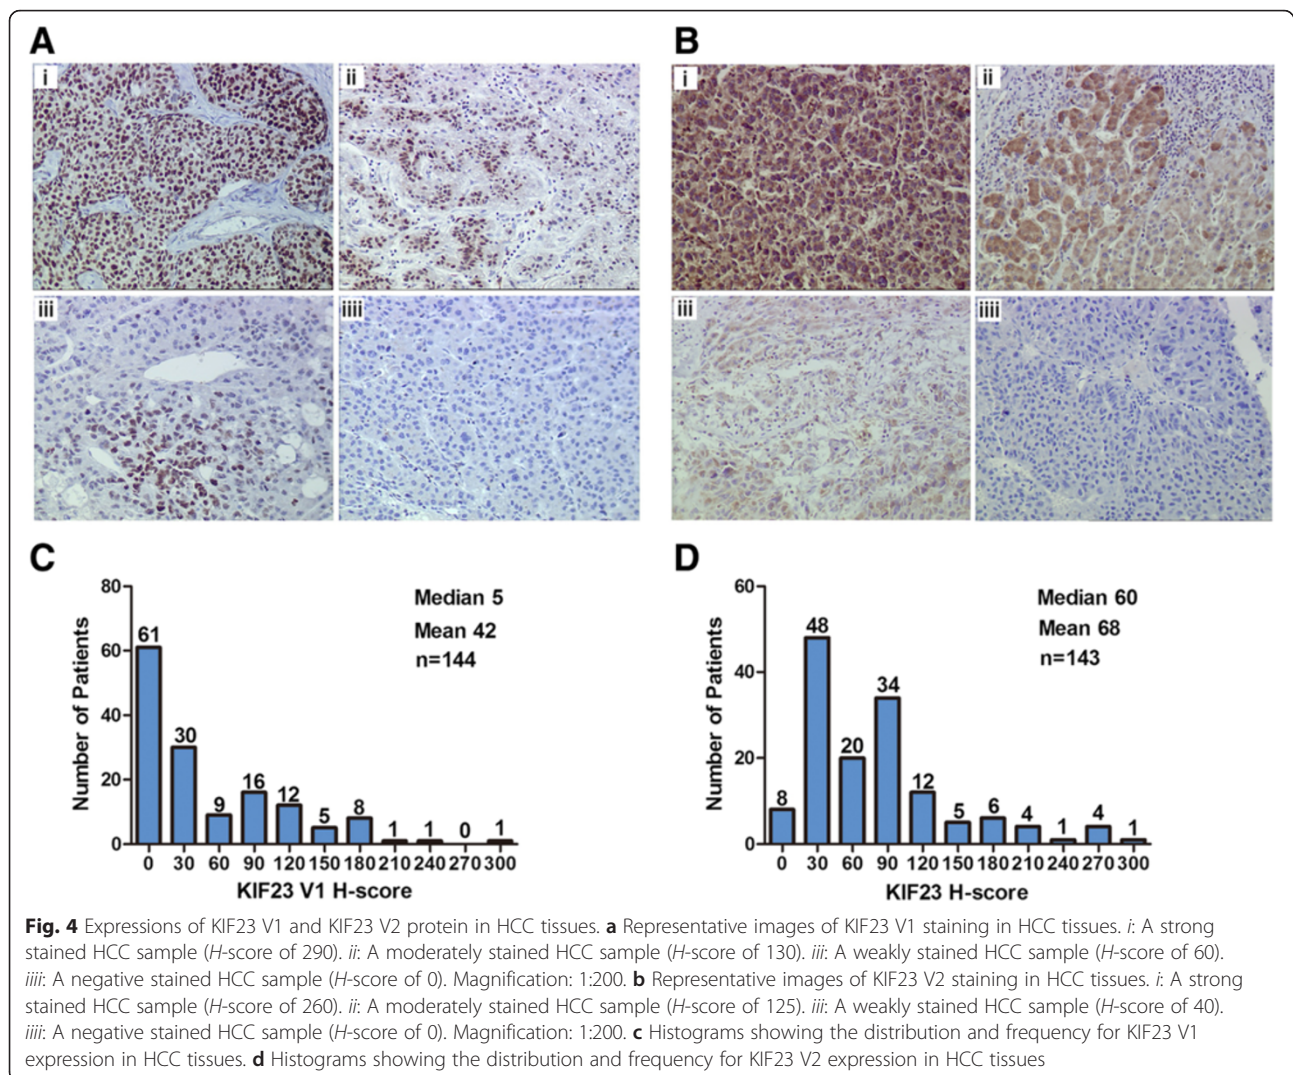 A
B
i
ii
i
ii
iii
iiii
iii
iiii
C
80
60
40
20
0
Number of Patients
61
30
9
16
12
5
8
1
1
0
1
Median 5
Mean 42
n=144
0 30 60 90 120 150 180 210 240 270 300
KIF23 V1 H-score
D
60
40
20
0
Number of Patients
8
48
20
34
12
5
6
4
1
4
1
Median 60
Mean 68
n=143
0 30 60 90 120 150 180 210 240 270 300
KIF23 H-score
Fig. 4 Expressions of KIF23 V1 and KIF23 V2 protein in HCC tissues. a Representative images of KIF23 V1 staining in HCC tissues. i: A strong
stained HCC sample (H-score of 290). ii: A moderately stained HCC sample (H-score of 130). iii: A weakly stained HCC sample (H-score of 60).
iiii: A negative stained HCC sample (H-score of 0). Magnification: 1:200. b Representative images of KIF23 V2 staining in HCC tissues. i: A strong
stained HCC sample (H-score of 260). ii: A moderately stained HCC sample (H-score of 125). iii: A weakly stained HCC sample (H-score of 40).
iiii: A negative stained HCC sample (H-score of 0). Magnification: 1:200. c Histograms showing the distribution and frequency for KIF23 V1
expression in HCC tissues. d Histograms showing the distribution and frequency for KIF23 V2 expression in HCC tissues